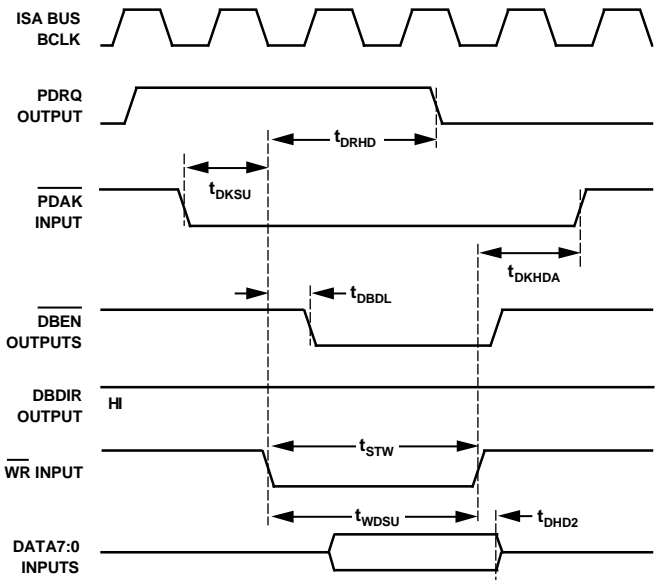 ISA BUS
BCLK
PDRQ
OUTPUT
tDRHD
tDKSU
PDAK
INPUT
tDKHDA
tDBDL
DBEN
OUTPUTS
DBDIR
OUTPUT
HI
tSTW
WR INPUT
tWDSU
tDHD2
DATA7:0
INPUTS